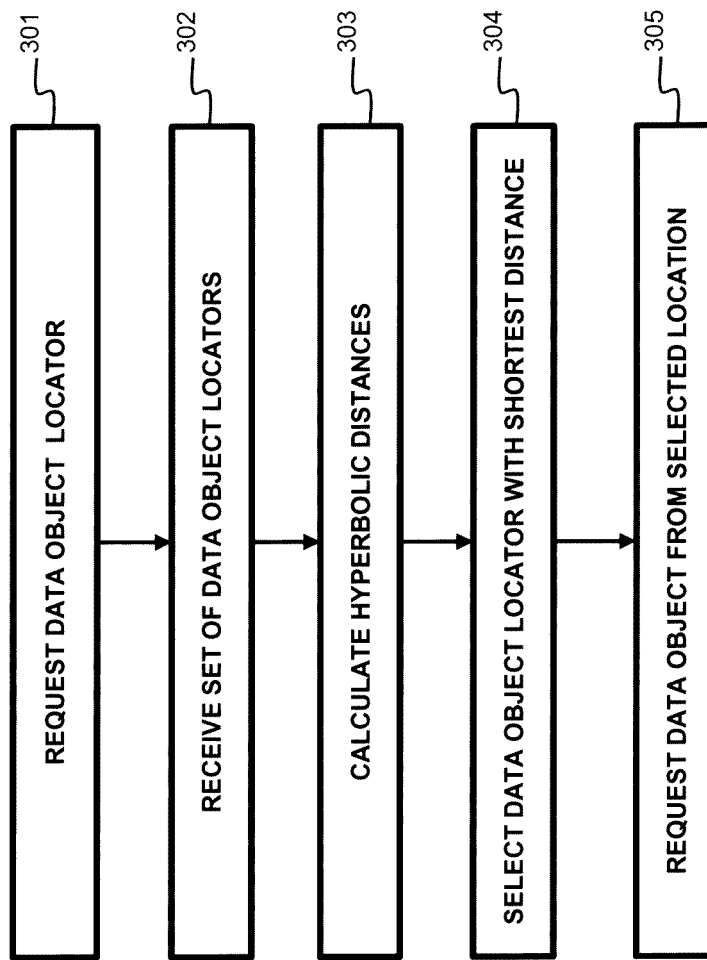 REQUEST DATA OBJECT LOCATOR
301
RECEIVE SET OF DATA OBJECT LOCATORS
302
CALCULATE HYPERBOLIC DISTANCES
303
SELECT DATA OBJECT LOCATOR WITH SHORTEST DISTANCE
304
REQUEST DATA OBJECT FROM SELECTED LOCATION
305